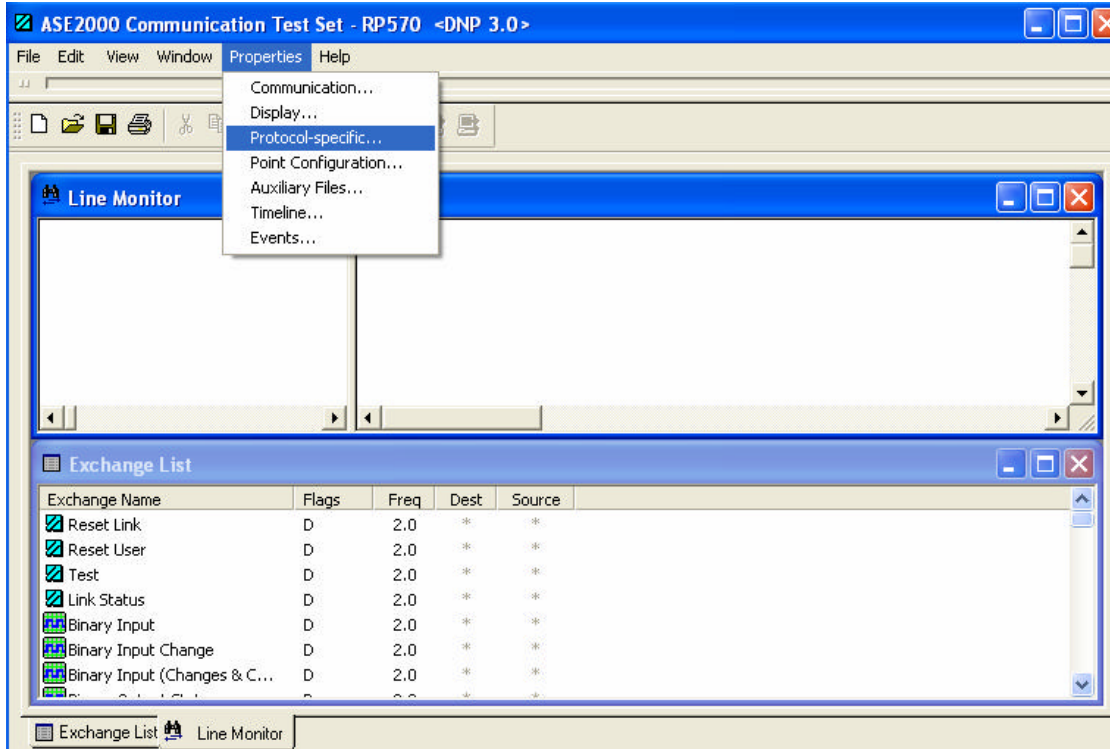 ASE2000 Communication Test Set - RP570 <DNP 3.0>
File Edit View Window Properties Help
Communication...
Display...
Protocol-specific...
Point Configuration...
Auxiliary Files...
Timeline...
Events...
Line Monitor
Exchange List
Exchange Name Flags Freq Dest Source
Reset Link D 2.0 * *
Reset User D 2.0 * *
Test D 2.0 * *
Link Status D 2.0 * *
Binary Input D 2.0 * *
Binary Input Change D 2.0 * *
Binary Input (Changes & C... D 2.0 * *
Exchange List Line Monitor